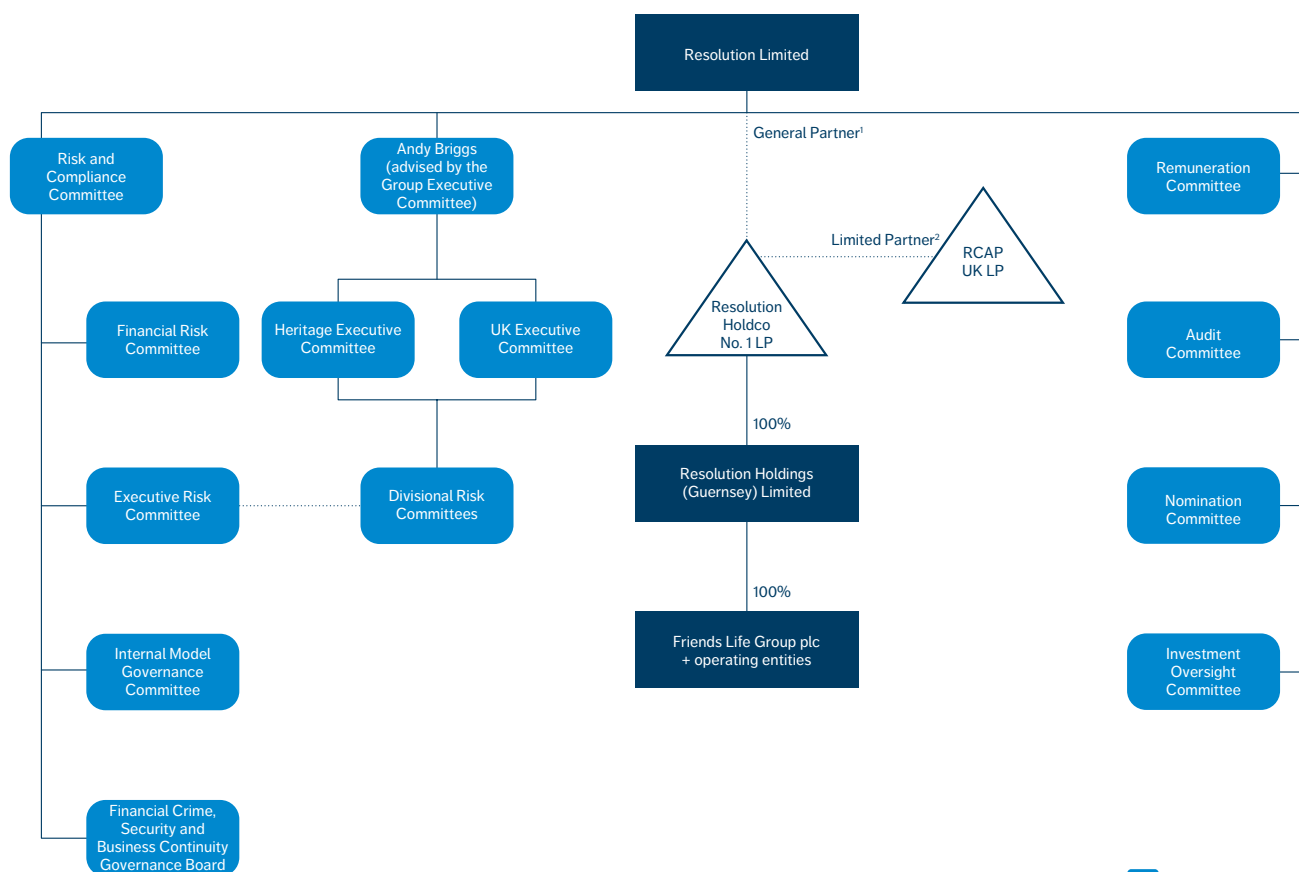 Resolution Limited
General Partner¹
Risk and
Compliance
Committee
Andy Briggs
(advised by the
Group Executive
Committee)
Remuneration
Committee
Limited Partner²
RCAP
UK LP
Financial Risk
Committee
Heritage Executive
Committee
UK Executive
Committee
Resolution
Holdco
No. 1 LP
Audit
Committee
100%
Executive Risk
Committee
Divisional Risk
Committees
Resolution Holdings
(Guernsey) Limited
Nomination
Committee
100%
Internal Model
Governance
Committee
Friends Life Group plc
+ operating entities
Investment
Oversight
Committee
Financial Crime,
Security and
Business Continuity
Governance Board